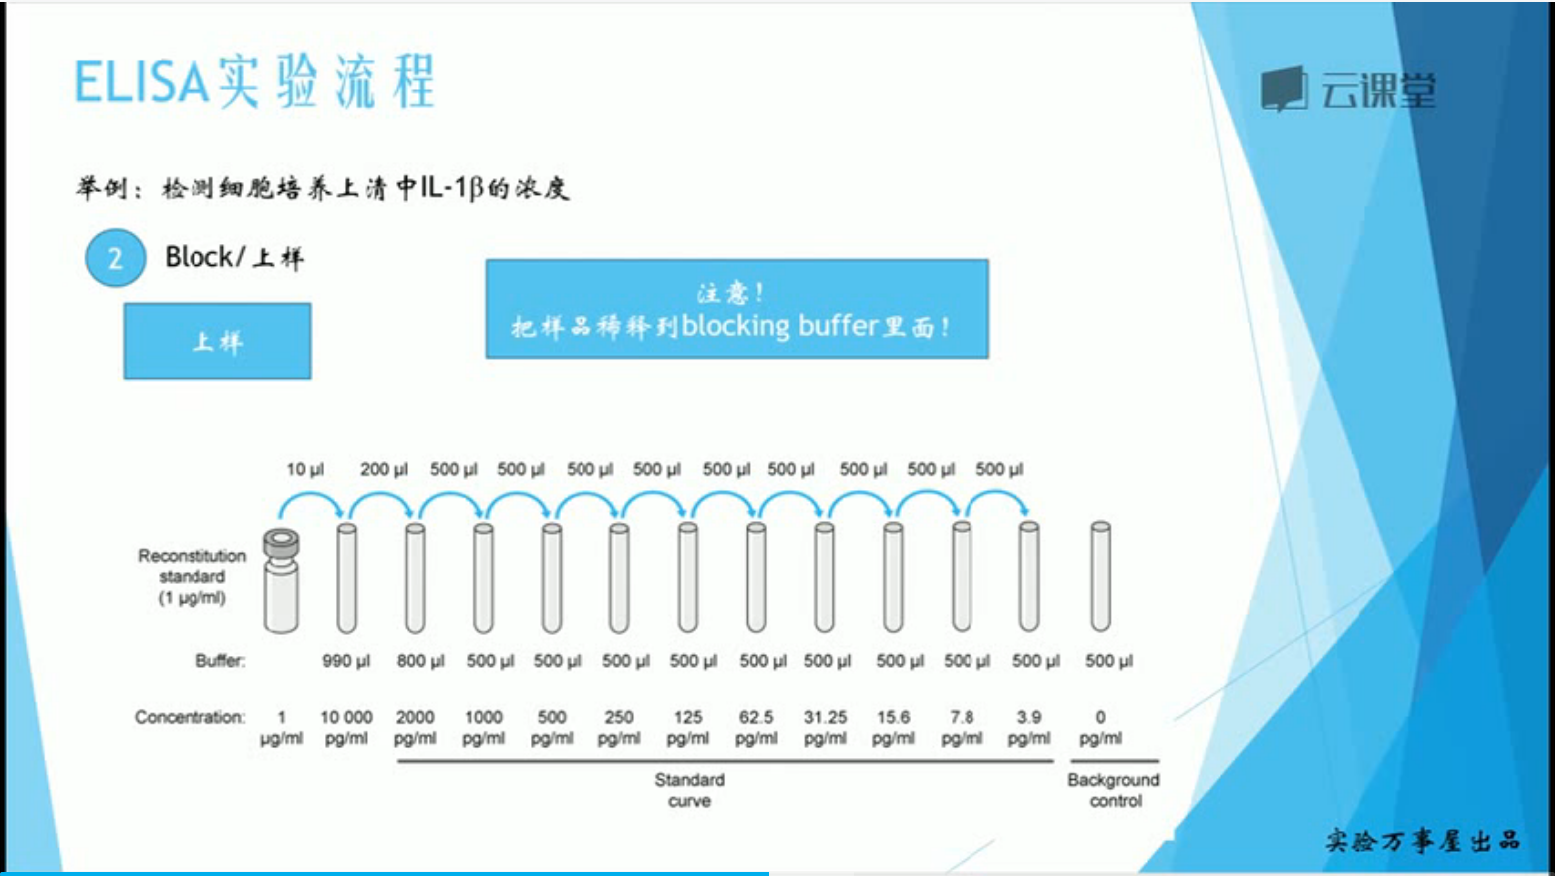 ELISA实验流程
云课堂
举例：检测细胞培养上清中IL-1β的浓度
2 Block/上样
上样
注意！
把样品稀释到blocking buffer里面！
10 µl 200 µl 500 µl 500 µl 500 µl 500 µl 500 µl 500 µl 500 µl 500 µl 500 µl
Reconstitution
standard
(1 µg/ml)
Buffer: 990 µl 800 µl 500 µl 500 µl 500 µl 500 µl 500 µl 500 µl 500 µl 500 µl 500 µl 500 µl
Concentration: 1 10 000 2000 1000 500 250 125 62.5 31.25 15.6 7.8 3.9 0
µg/ml pg/ml pg/ml pg/ml pg/ml pg/ml pg/ml pg/ml pg/ml pg/ml pg/ml pg/ml pg/ml
Standard
curve
Background
control
实验万事屋出品